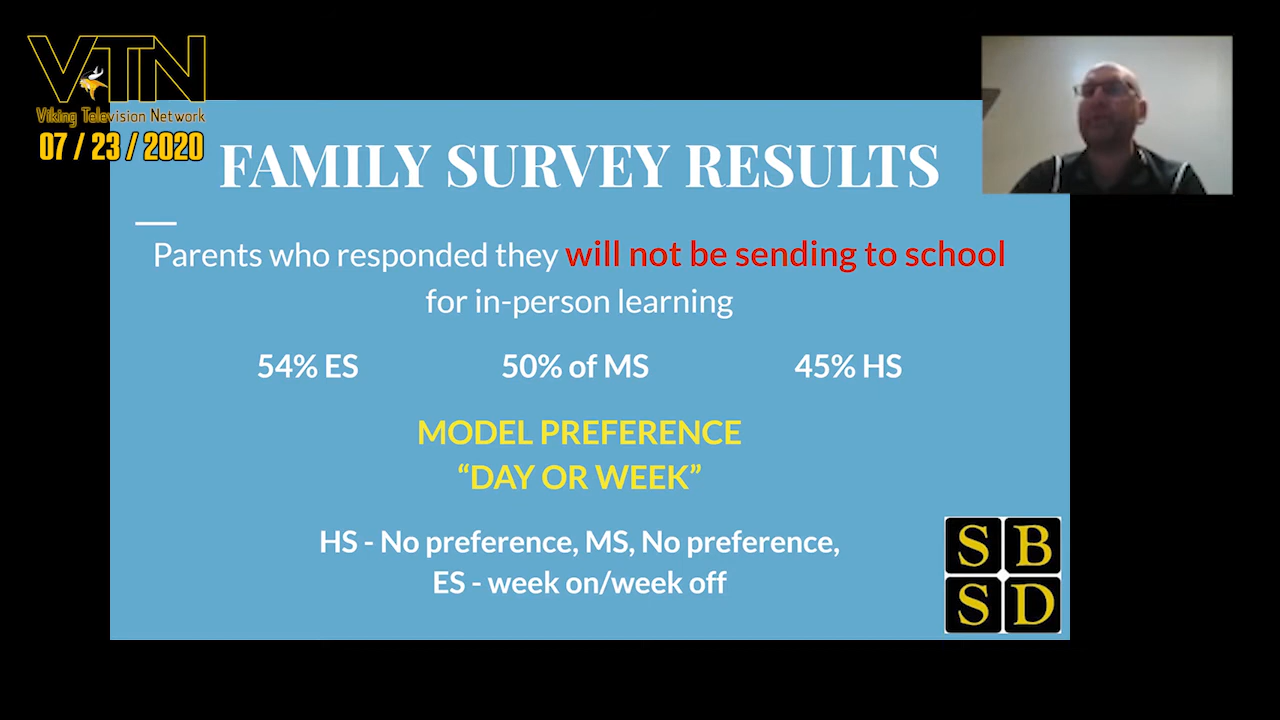 VTN
Viking Television Network
07 / 23 / 2020
FAMILY SURVEY RESULTS
Parents who responded they will not be sending to school
for in-person learning
54% ES 50% of MS 45% HS
MODEL PREFERENCE
“DAY OR WEEK”
HS - No preference, MS, No preference,
ES - week on/week off
S B
S D